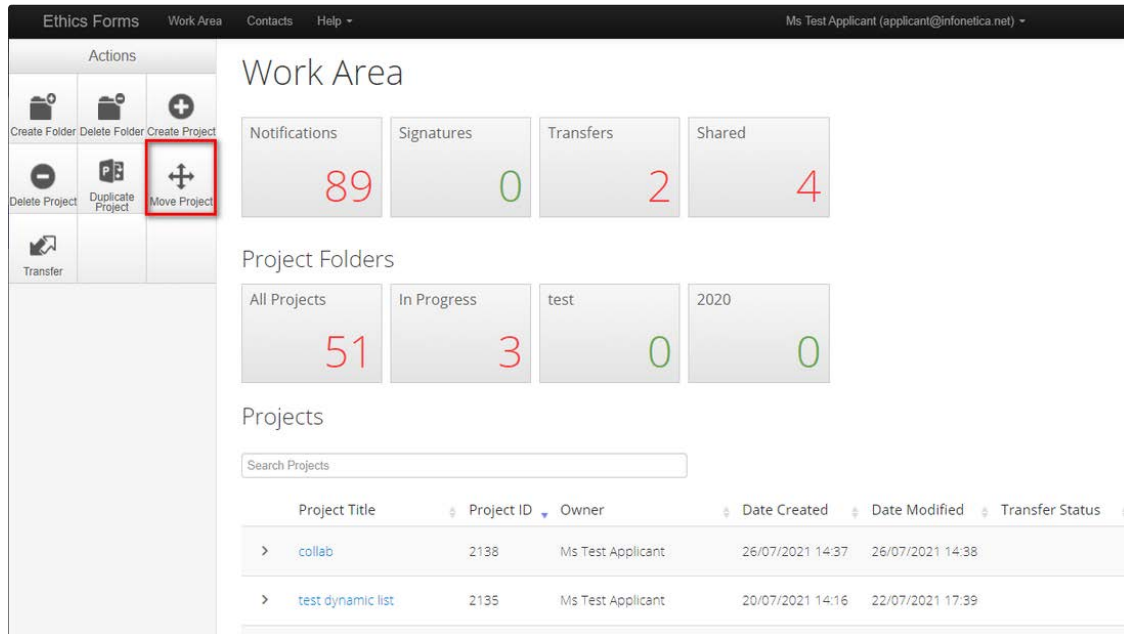 Ethics Forms Work Area Contacts Help Ms Test Applicant (applicant@infonetica.net)
Actions
Create Folder Delete Folder Create Project
Delete Project Duplicate Project Move Project
Transfer
Work Area
Notifications Signatures Transfers Shared
89 0 2 4
Project Folders
All Projects In Progress test 2020
51 3 0 0
Projects
Search Projects
Project Title Project ID Owner Date Created Date Modified Transfer Status
collab 2138 Ms Test Applicant 26/07/2021 14:37 26/07/2021 14:38
test dynamic list 2135 Ms Test Applicant 20/07/2021 14:16 22/07/2021 17:39